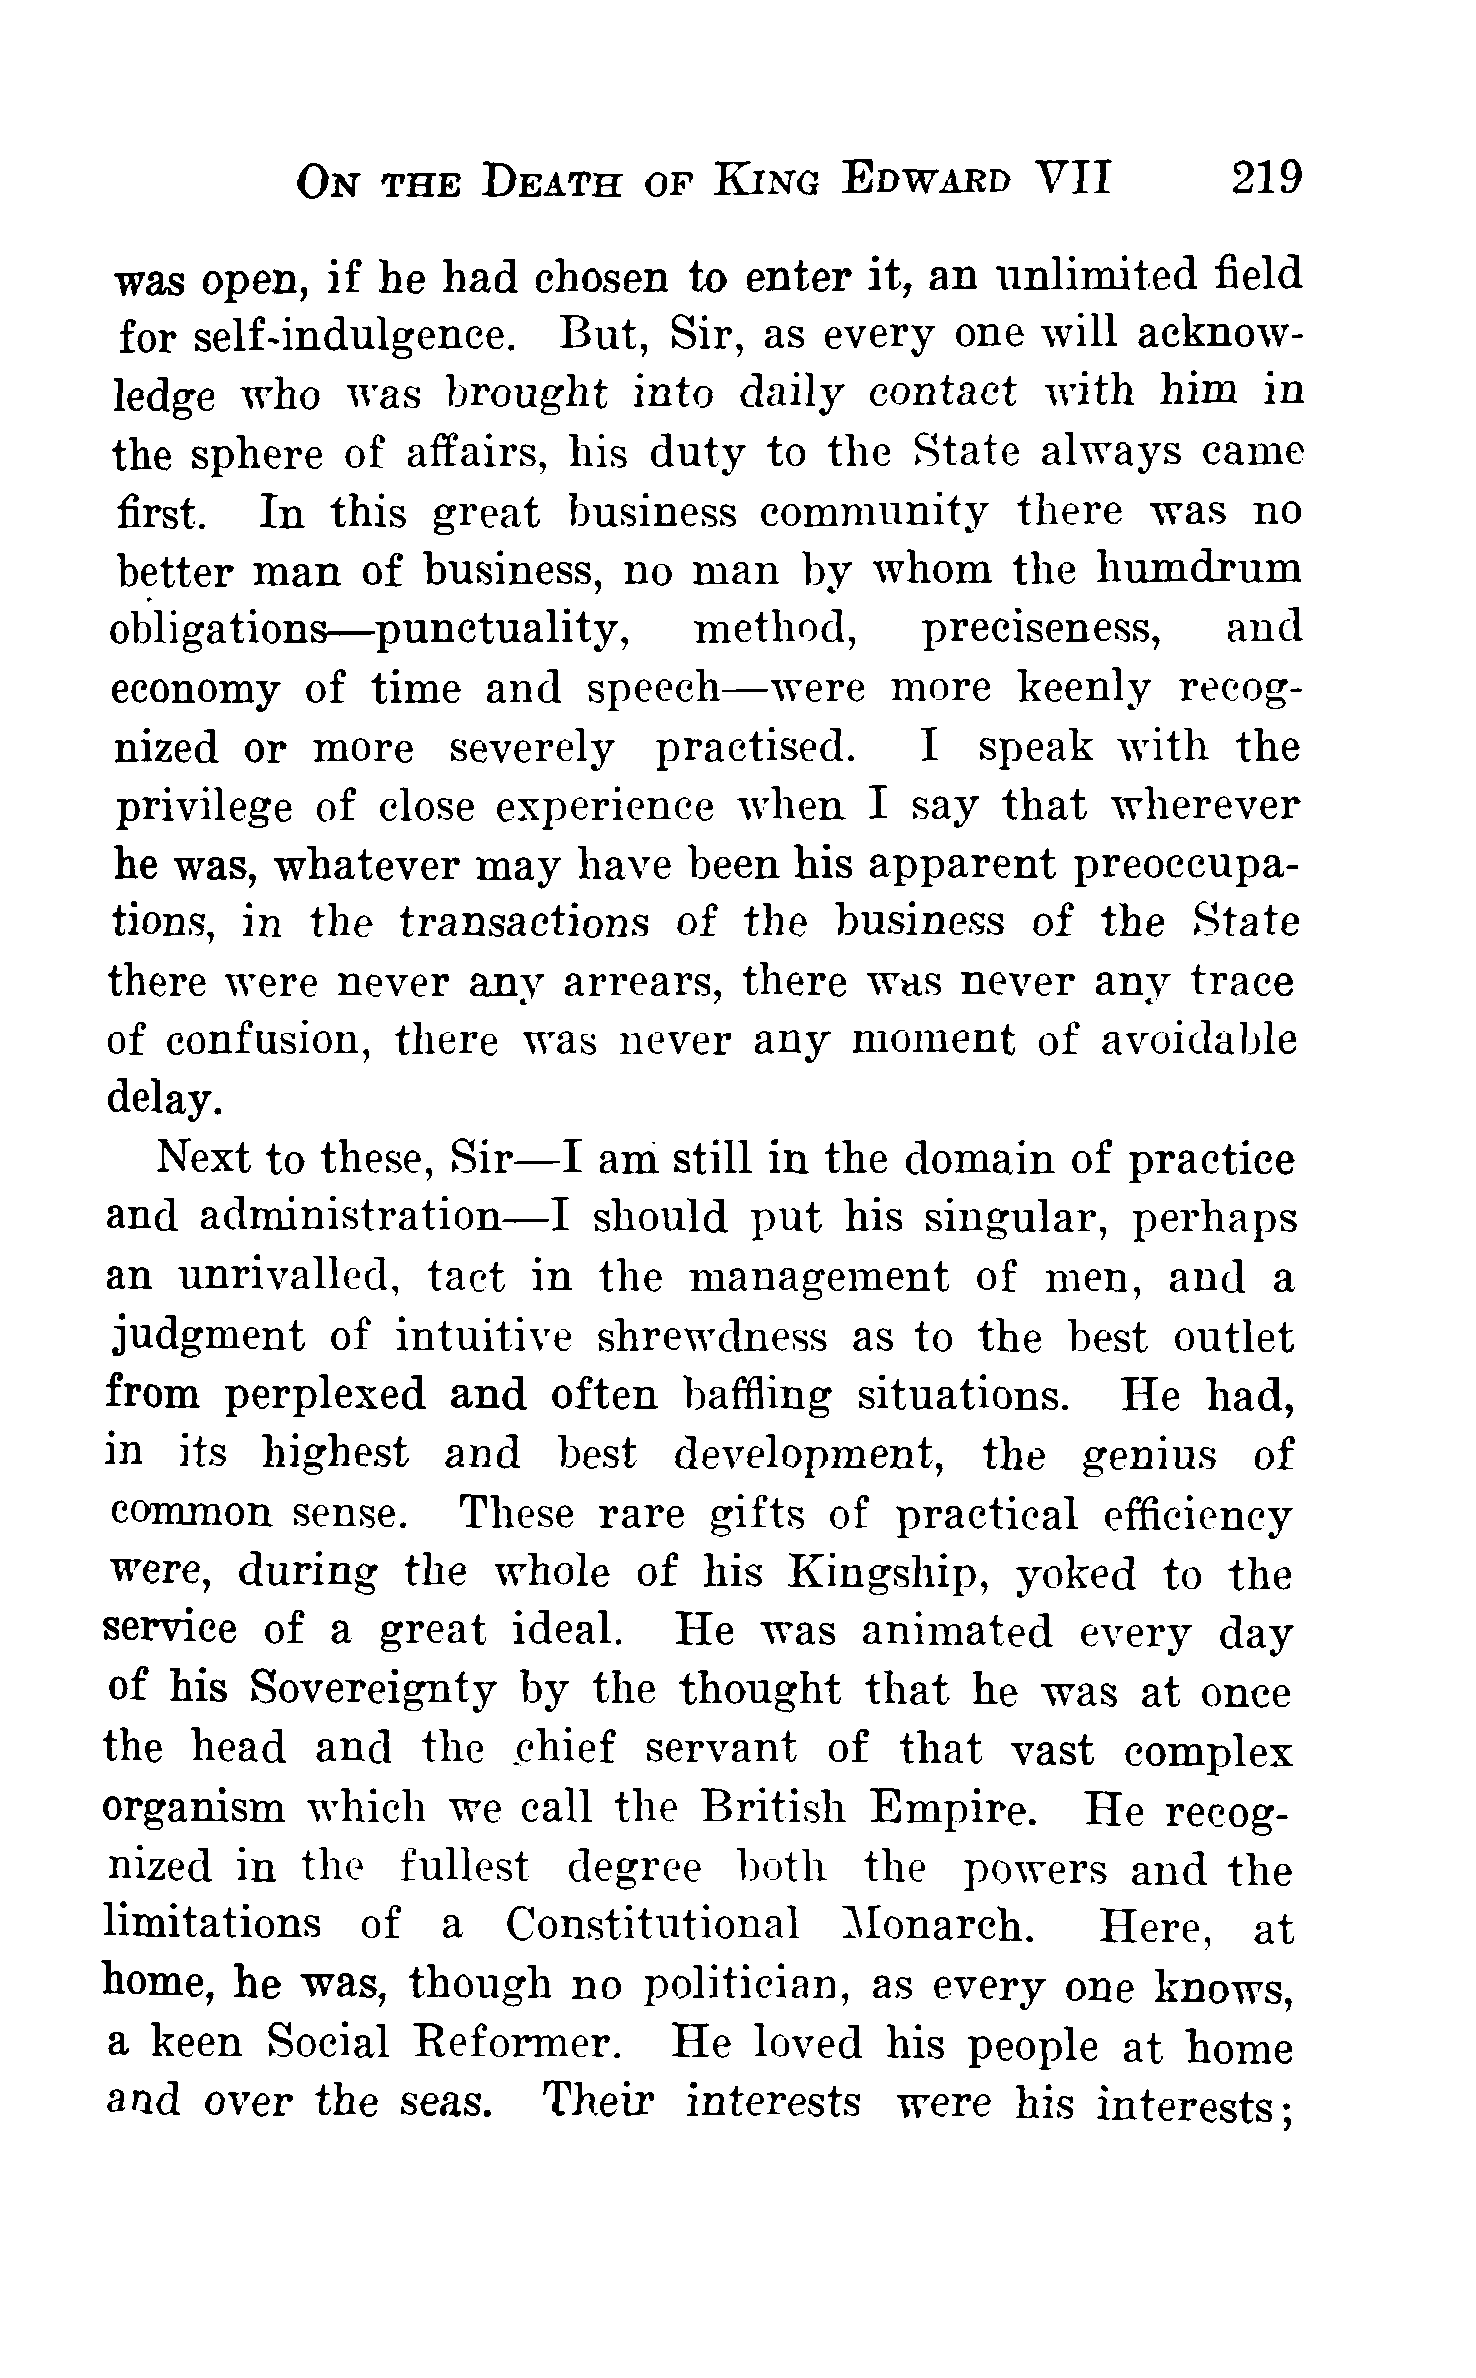 ON THE DEATH OF KING EDWARD VII 219
was open, if he had chosen to enter it, an unlimited field
for self-indulgence. But, Sir, as every one will acknow-
ledge who was brought into daily contact with him in
the sphere of affairs, his duty to the State always came
first. In this great business community there was no
better man of business, no man by whom the humdrum
obligations—punctuality, method, preciseness, and
economy of time and speech—were more keenly recog-
nized or more severely practised. I speak with the
privilege of close experience when I say that wherever
he was, whatever may have been his apparent preoccupa-
tions, in the transactions of the business of the State
there were never any arrears, there was never any trace
of confusion, there was never any moment of avoidable
delay.
Next to these, Sir—I am still in the domain of practice
and administration—I should put his singular, perhaps
an unrivalled, tact in the management of men, and a
judgment of intuitive shrewdness as to the best outlet
from perplexed and often baffling situations. He had,
in its highest and best development, the genius of
common sense. These rare gifts of practical efficiency
were, during the whole of his Kingship, yoked to the
service of a great ideal. He was animated every day
of his Sovereignty by the thought that he was at once
the head and the chief servant of that vast complex
organism which we call the British Empire. He recog-
nized in the fullest degree both the powers and the
limitations of a Constitutional Monarch. Here, at
home, he was, though no politician, as every one knows,
a keen Social Reformer. He loved his people at home
and over the seas. Their interests were his interests;